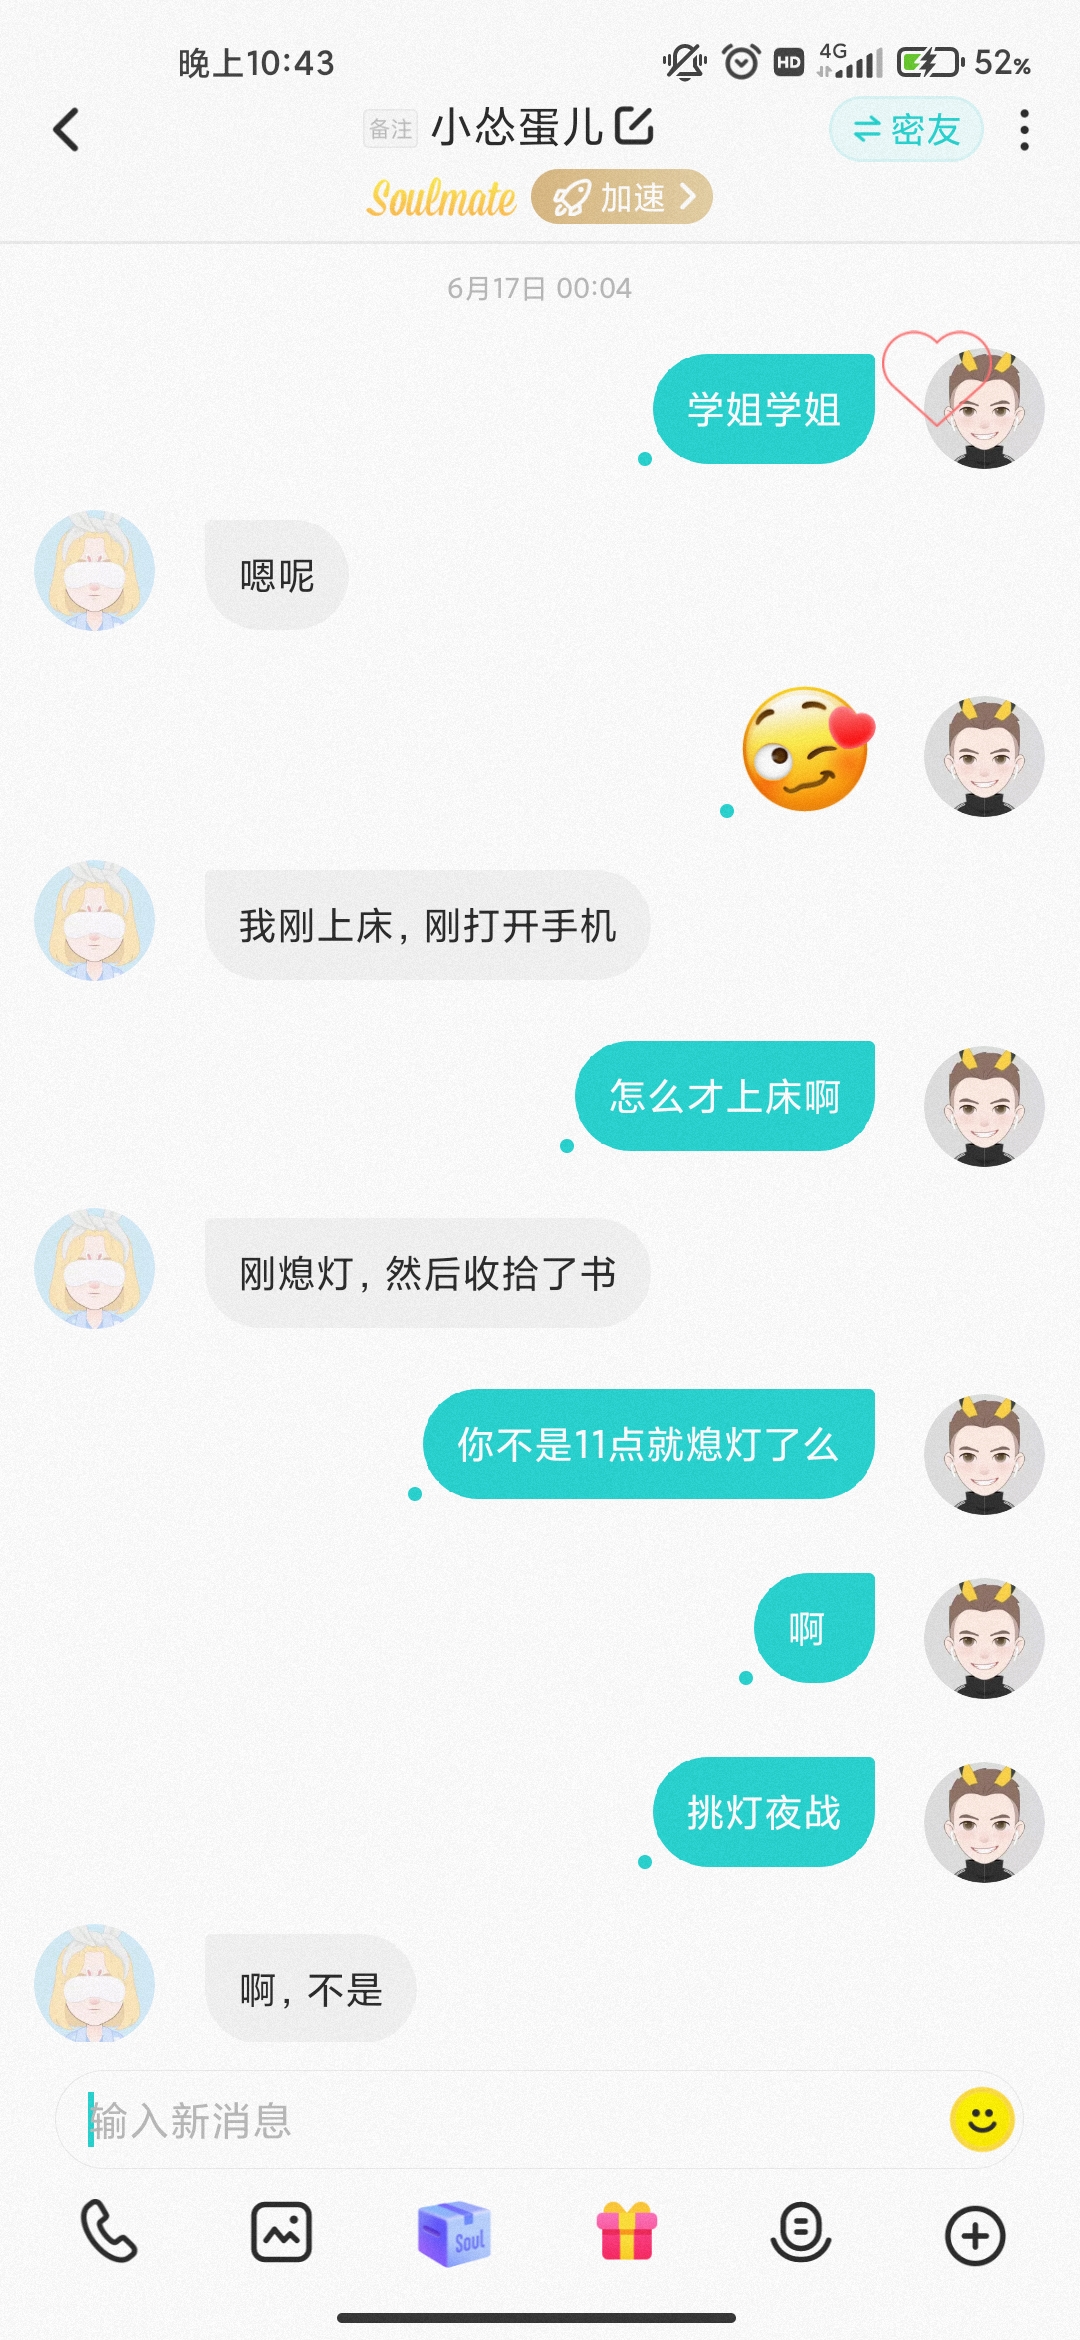 晚上10:43
HD
4G
52%
备注 小怂蛋儿
密友
Soulmate
加速
6月17日 00:04
学姐学姐
嗯呢
我刚上床，刚打开手机
怎么才上床啊
刚熄灯，然后收拾了书
你不是11点就熄灯了么
啊
挑灯夜战
啊，不是
输入新消息
Soul